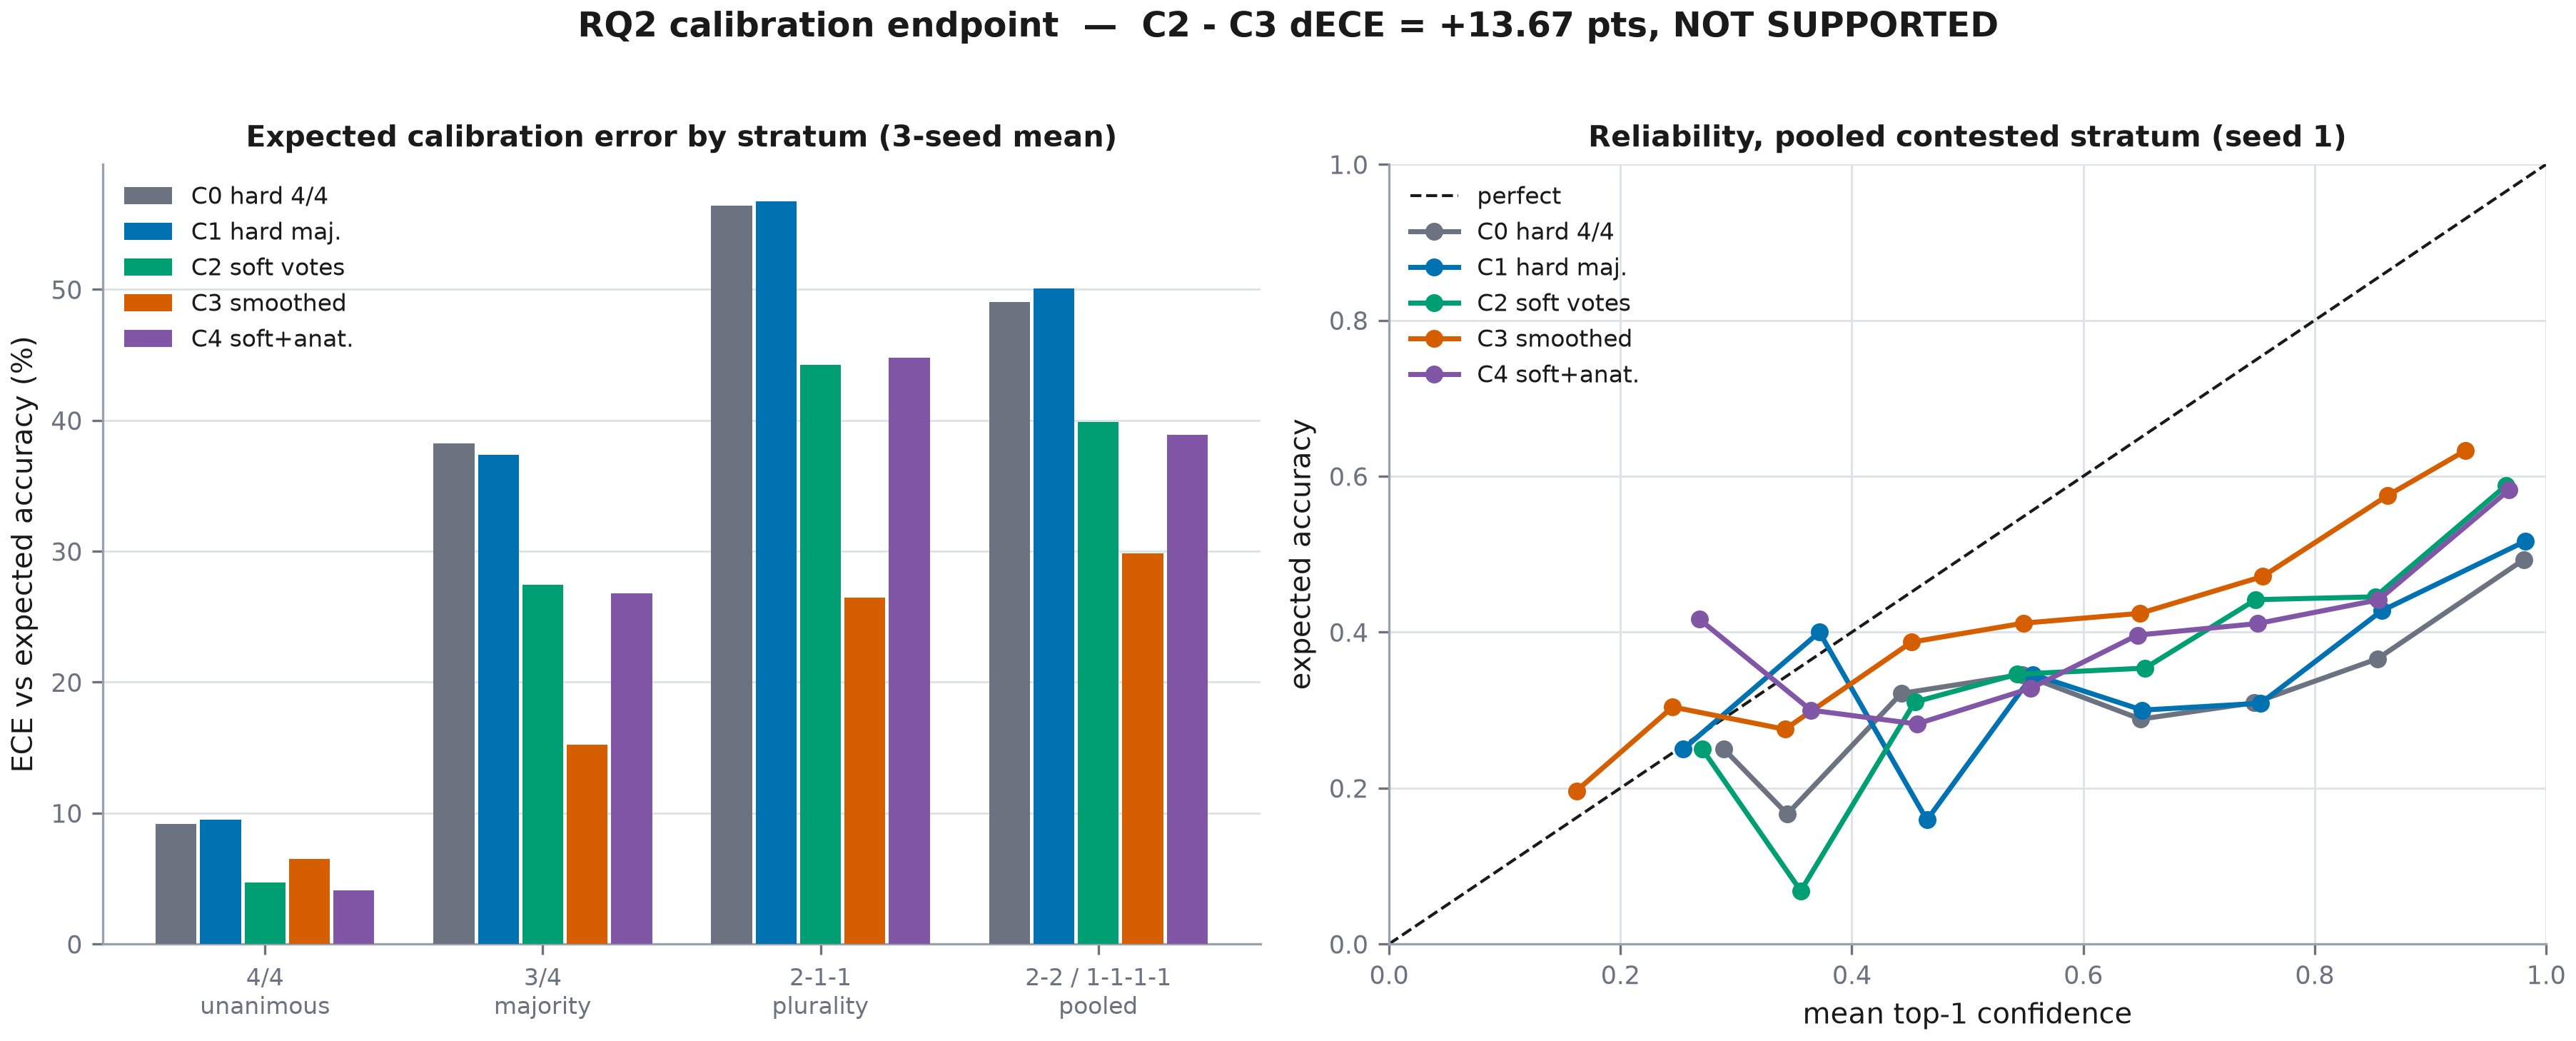 RQ2 calibration endpoint — C2 - C3 dECE = +13.67 pts, NOT SUPPORTED
Expected calibration error by stratum (3-seed mean)
C0 hard 4/4
C1 hard maj.
C2 soft votes
C3 smoothed
C4 soft+anat.
ECE vs expected accuracy (%)
50
40
30
20
10
0
4/4
unanimous
3/4
majority
2-1-1
plurality
2-2 / 1-1-1-1
pooled
Reliability, pooled contested stratum (seed 1)
perfect
C0 hard 4/4
C1 hard maj.
C2 soft votes
C3 smoothed
C4 soft+anat.
expected accuracy
1.0
0.8
0.6
0.4
0.2
0.0
0.0 0.2 0.4 0.6 0.8 1.0
mean top-1 confidence